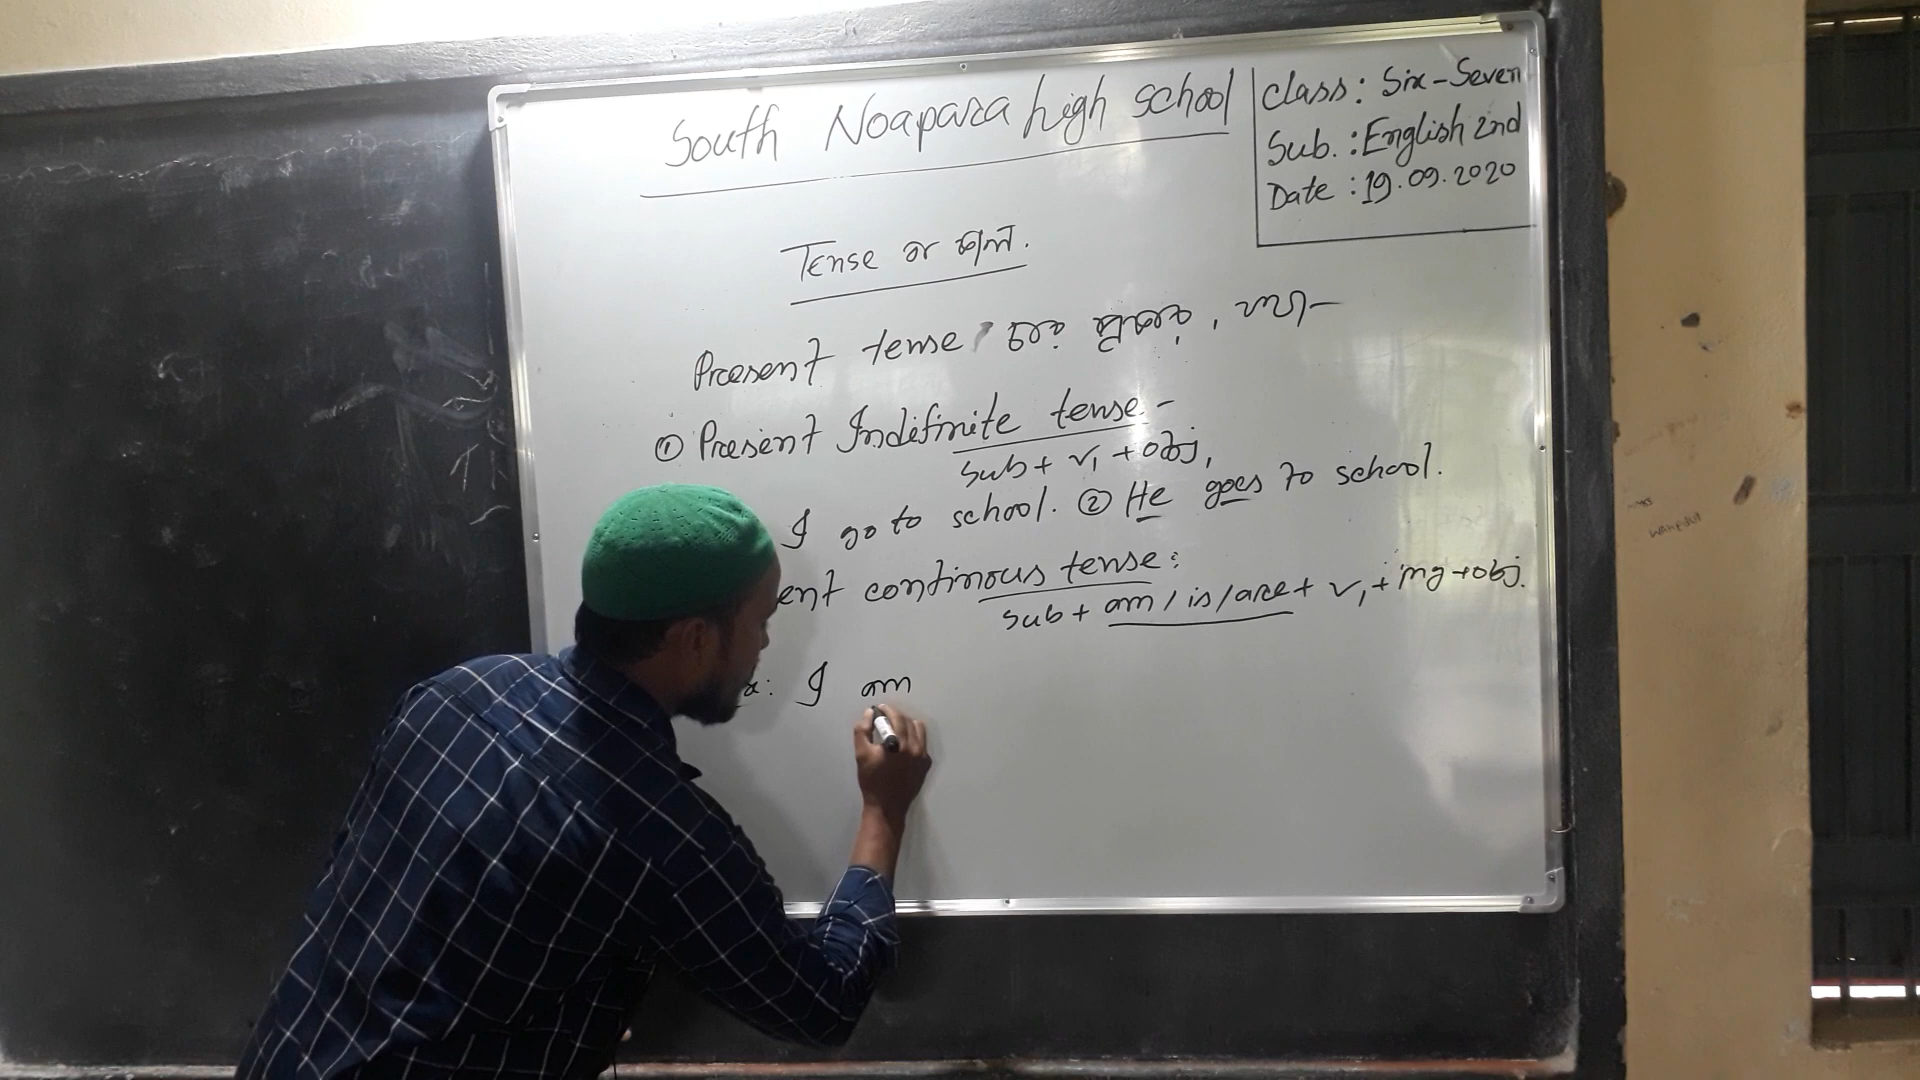 South Noapara high school
Class: Six-Seven
Sub.: English 2nd
Date: 19.09.2020
Tense or কাল.
Present tense চার প্রকার, যথা-
① Present Indefinite tense-
Sub + v₁ + obj,
I go to school. ② He goes to school.
ent continous tense:
Sub + am/is/are + v₁ + ing + obj.
x: I am